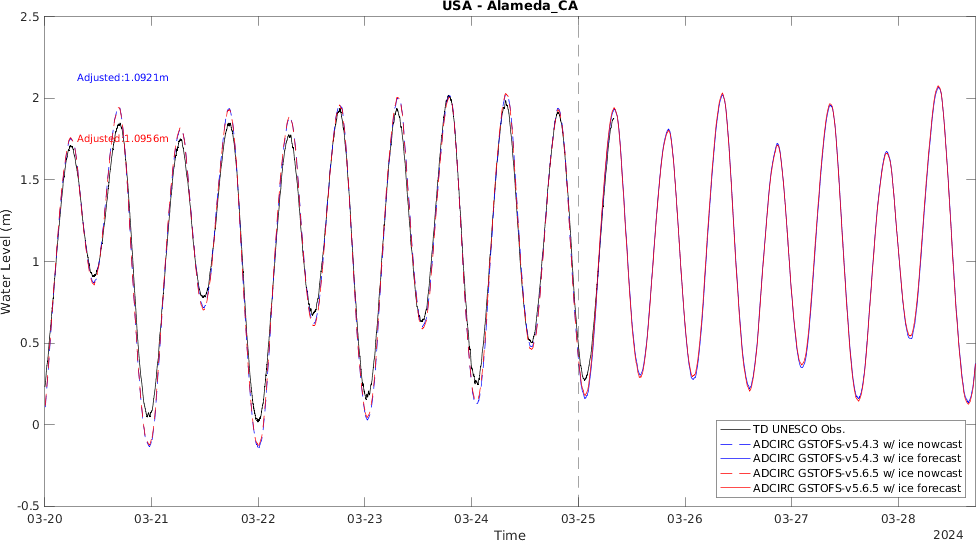 USA - Alameda_CA
2.5
2
1.5
1
0.5
0
-0.5
Water Level (m)
Adjusted:1.0921m
Adjusted:1.0956m
TD UNESCO Obs.
ADCIRC GSTOFS-v5.4.3 w/ ice nowcast
ADCIRC GSTOFS-v5.4.3 w/ ice forecast
ADCIRC GSTOFS-v5.6.5 w/ ice nowcast
ADCIRC GSTOFS-v5.6.5 w/ ice forecast
03-20 03-21 03-22 03-23 03-24 03-25 03-26 03-27 03-28
Time
2024